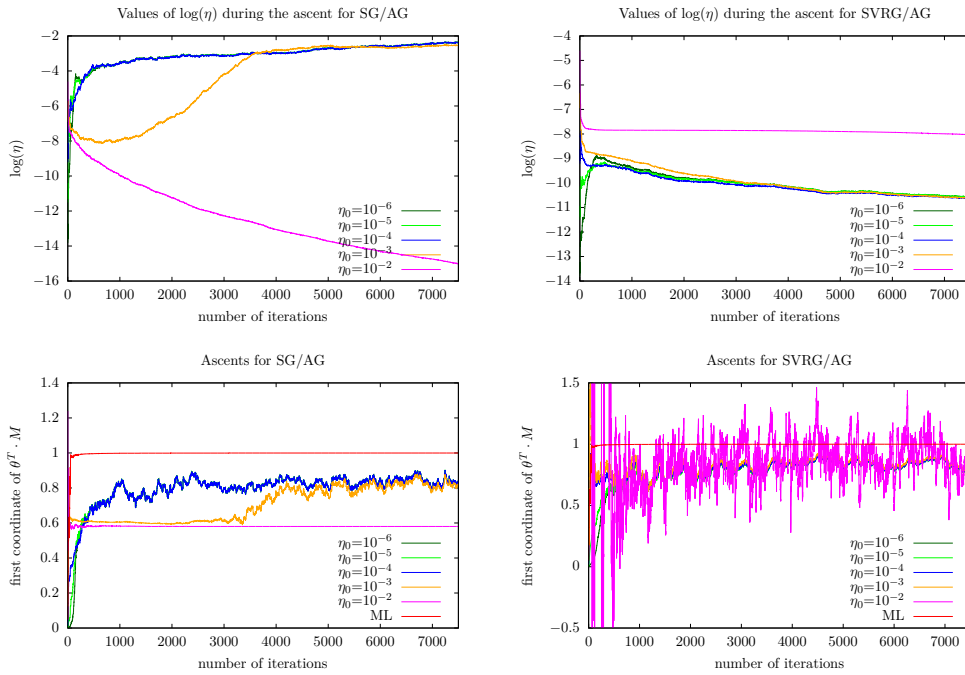 Values of log(η) during the ascent for SG/AG
-2
-4
-6
-8
-10
-12
-14
-16
log(η)
η₀=10⁻⁶
η₀=10⁻⁵
η₀=10⁻⁴
η₀=10⁻³
η₀=10⁻²
0 1000 2000 3000 4000 5000 6000 7000
number of iterations
Values of log(η) during the ascent for SVRG/AG
-4
-5
-6
-7
-8
-9
-10
-11
-12
-13
-14
log(η)
η₀=10⁻⁶
η₀=10⁻⁵
η₀=10⁻⁴
η₀=10⁻³
η₀=10⁻²
0 1000 2000 3000 4000 5000 6000 7000
number of iterations
Ascents for SG/AG
1.4
1.2
1
0.8
0.6
0.4
0.2
0
first coordinate of θᵀ · M
η₀=10⁻⁶
η₀=10⁻⁵
η₀=10⁻⁴
η₀=10⁻³
η₀=10⁻²
ML
0 1000 2000 3000 4000 5000 6000 7000
number of iterations
Ascents for SVRG/AG
1.5
1
0.5
0
-0.5
first coordinate of θᵀ · M
η₀=10⁻⁶
η₀=10⁻⁵
η₀=10⁻⁴
η₀=10⁻³
η₀=10⁻²
ML
0 1000 2000 3000 4000 5000 6000 7000
number of iterations